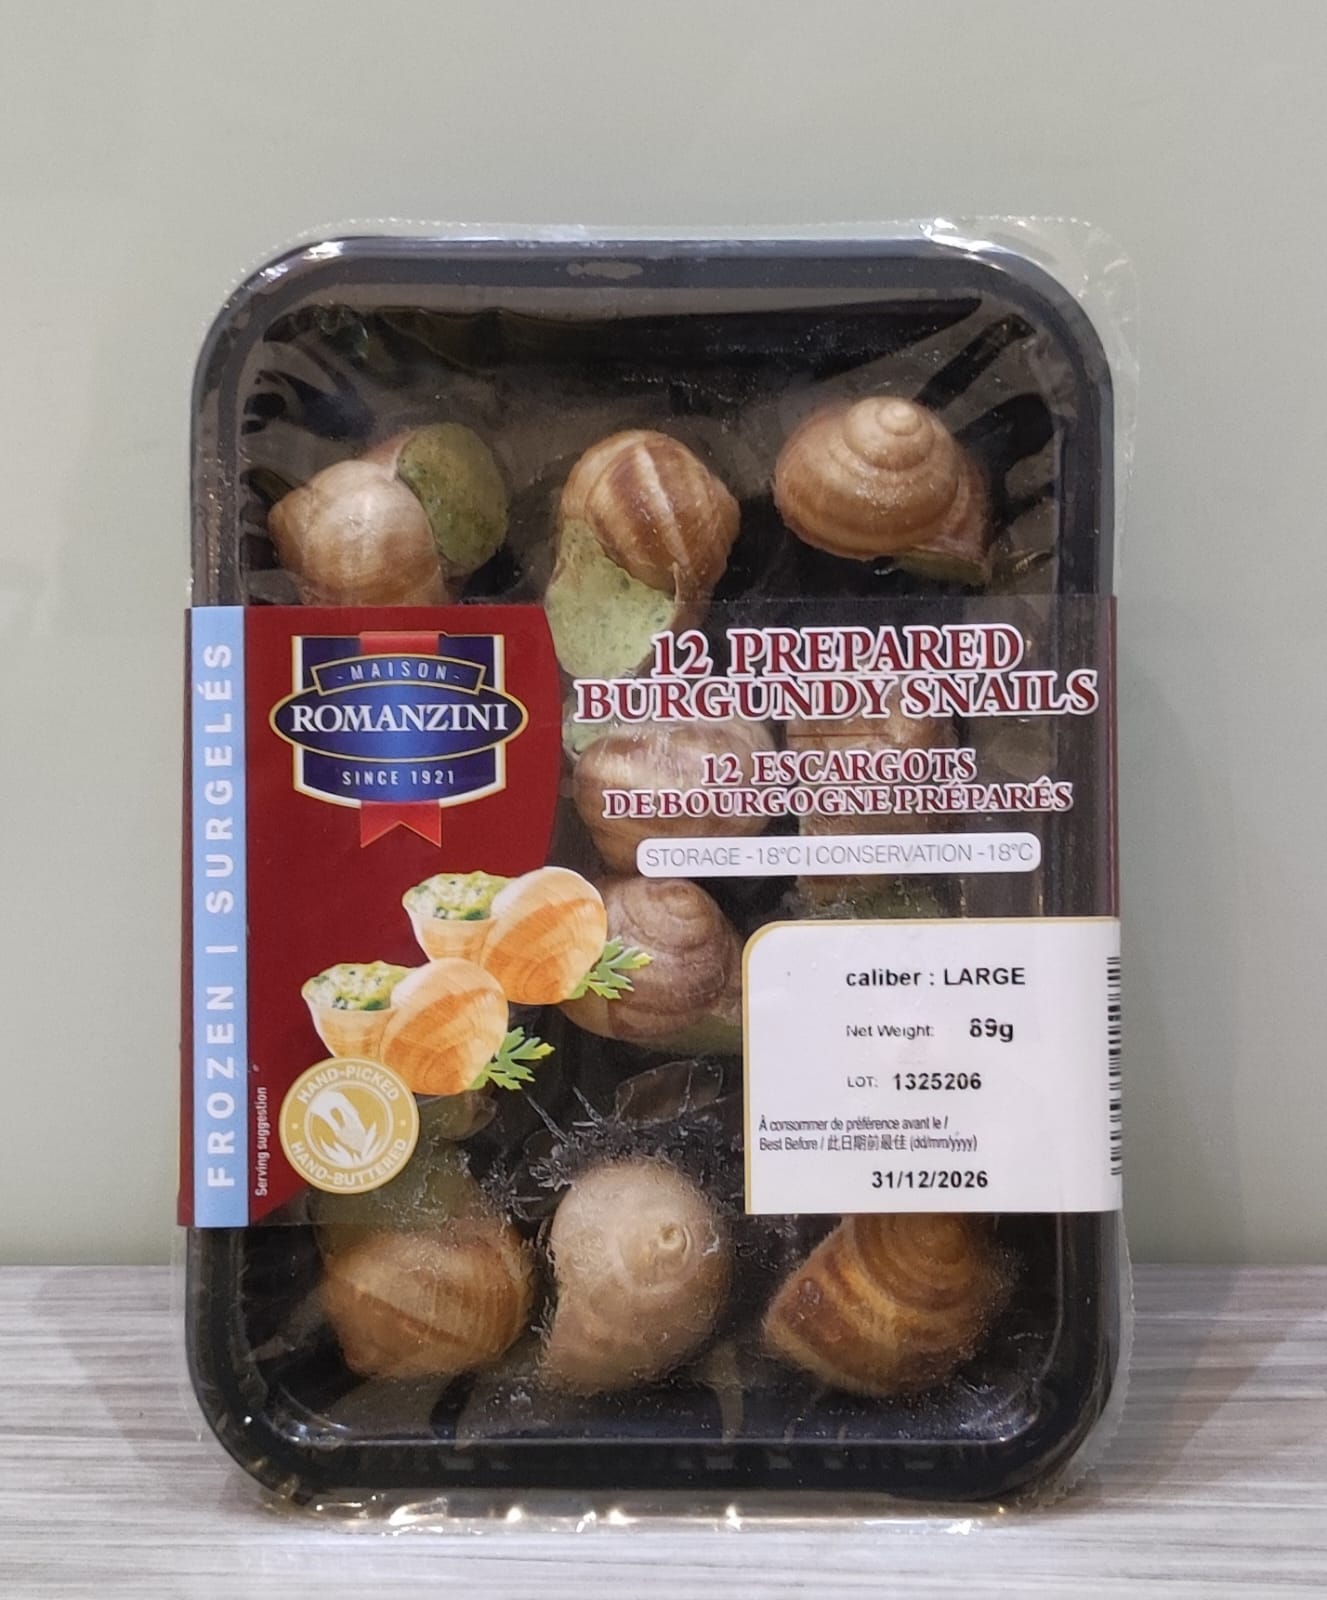 FROZEN | SURGELÉS
- MAISON -
ROMANZINI
SINCE 1921
12 PREPARED
BURGUNDY SNAILS
12 ESCARGOTS
DE BOURGOGNE PRÉPARÉS
STORAGE -18°C | CONSERVATION -18°C
HAND-PICKED
HAND-BUTTERED
Serving suggestion
caliber : LARGE
Net Weight: 89g
LOT: 1325206
À consommer de préférence avant le /
Best Before / 此日期前最佳 (dd/mm/yyyy)
31/12/2026